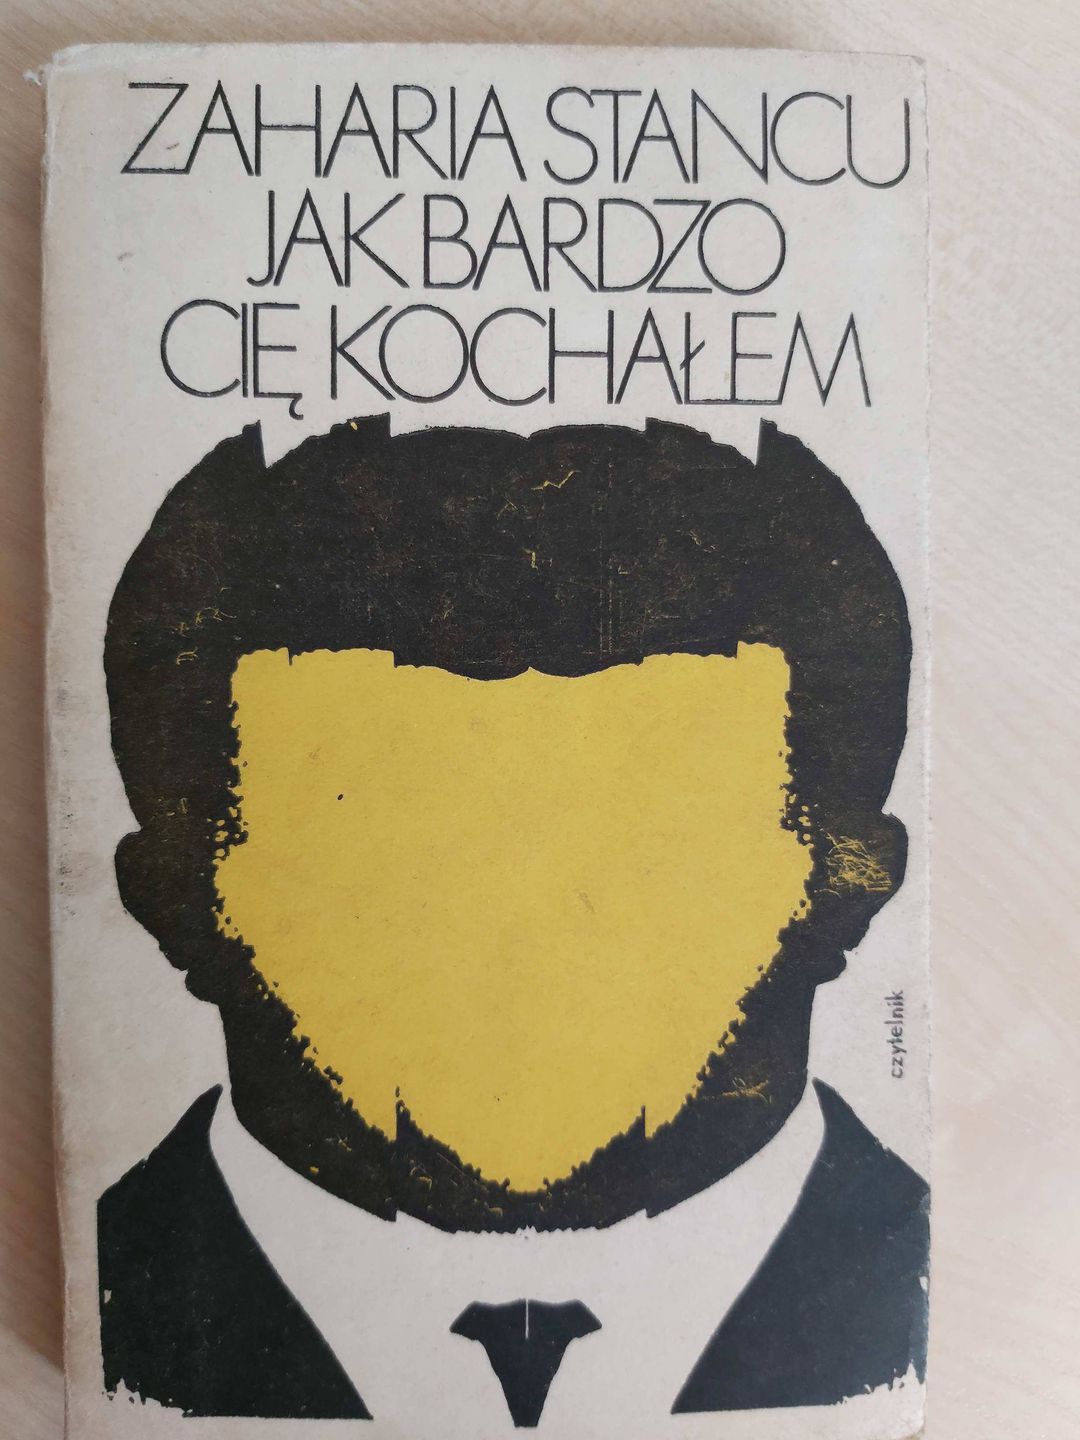 ZAHARIA STANCU
JAK BARDZO
CIĘ KOCHAŁEM
czytelnik